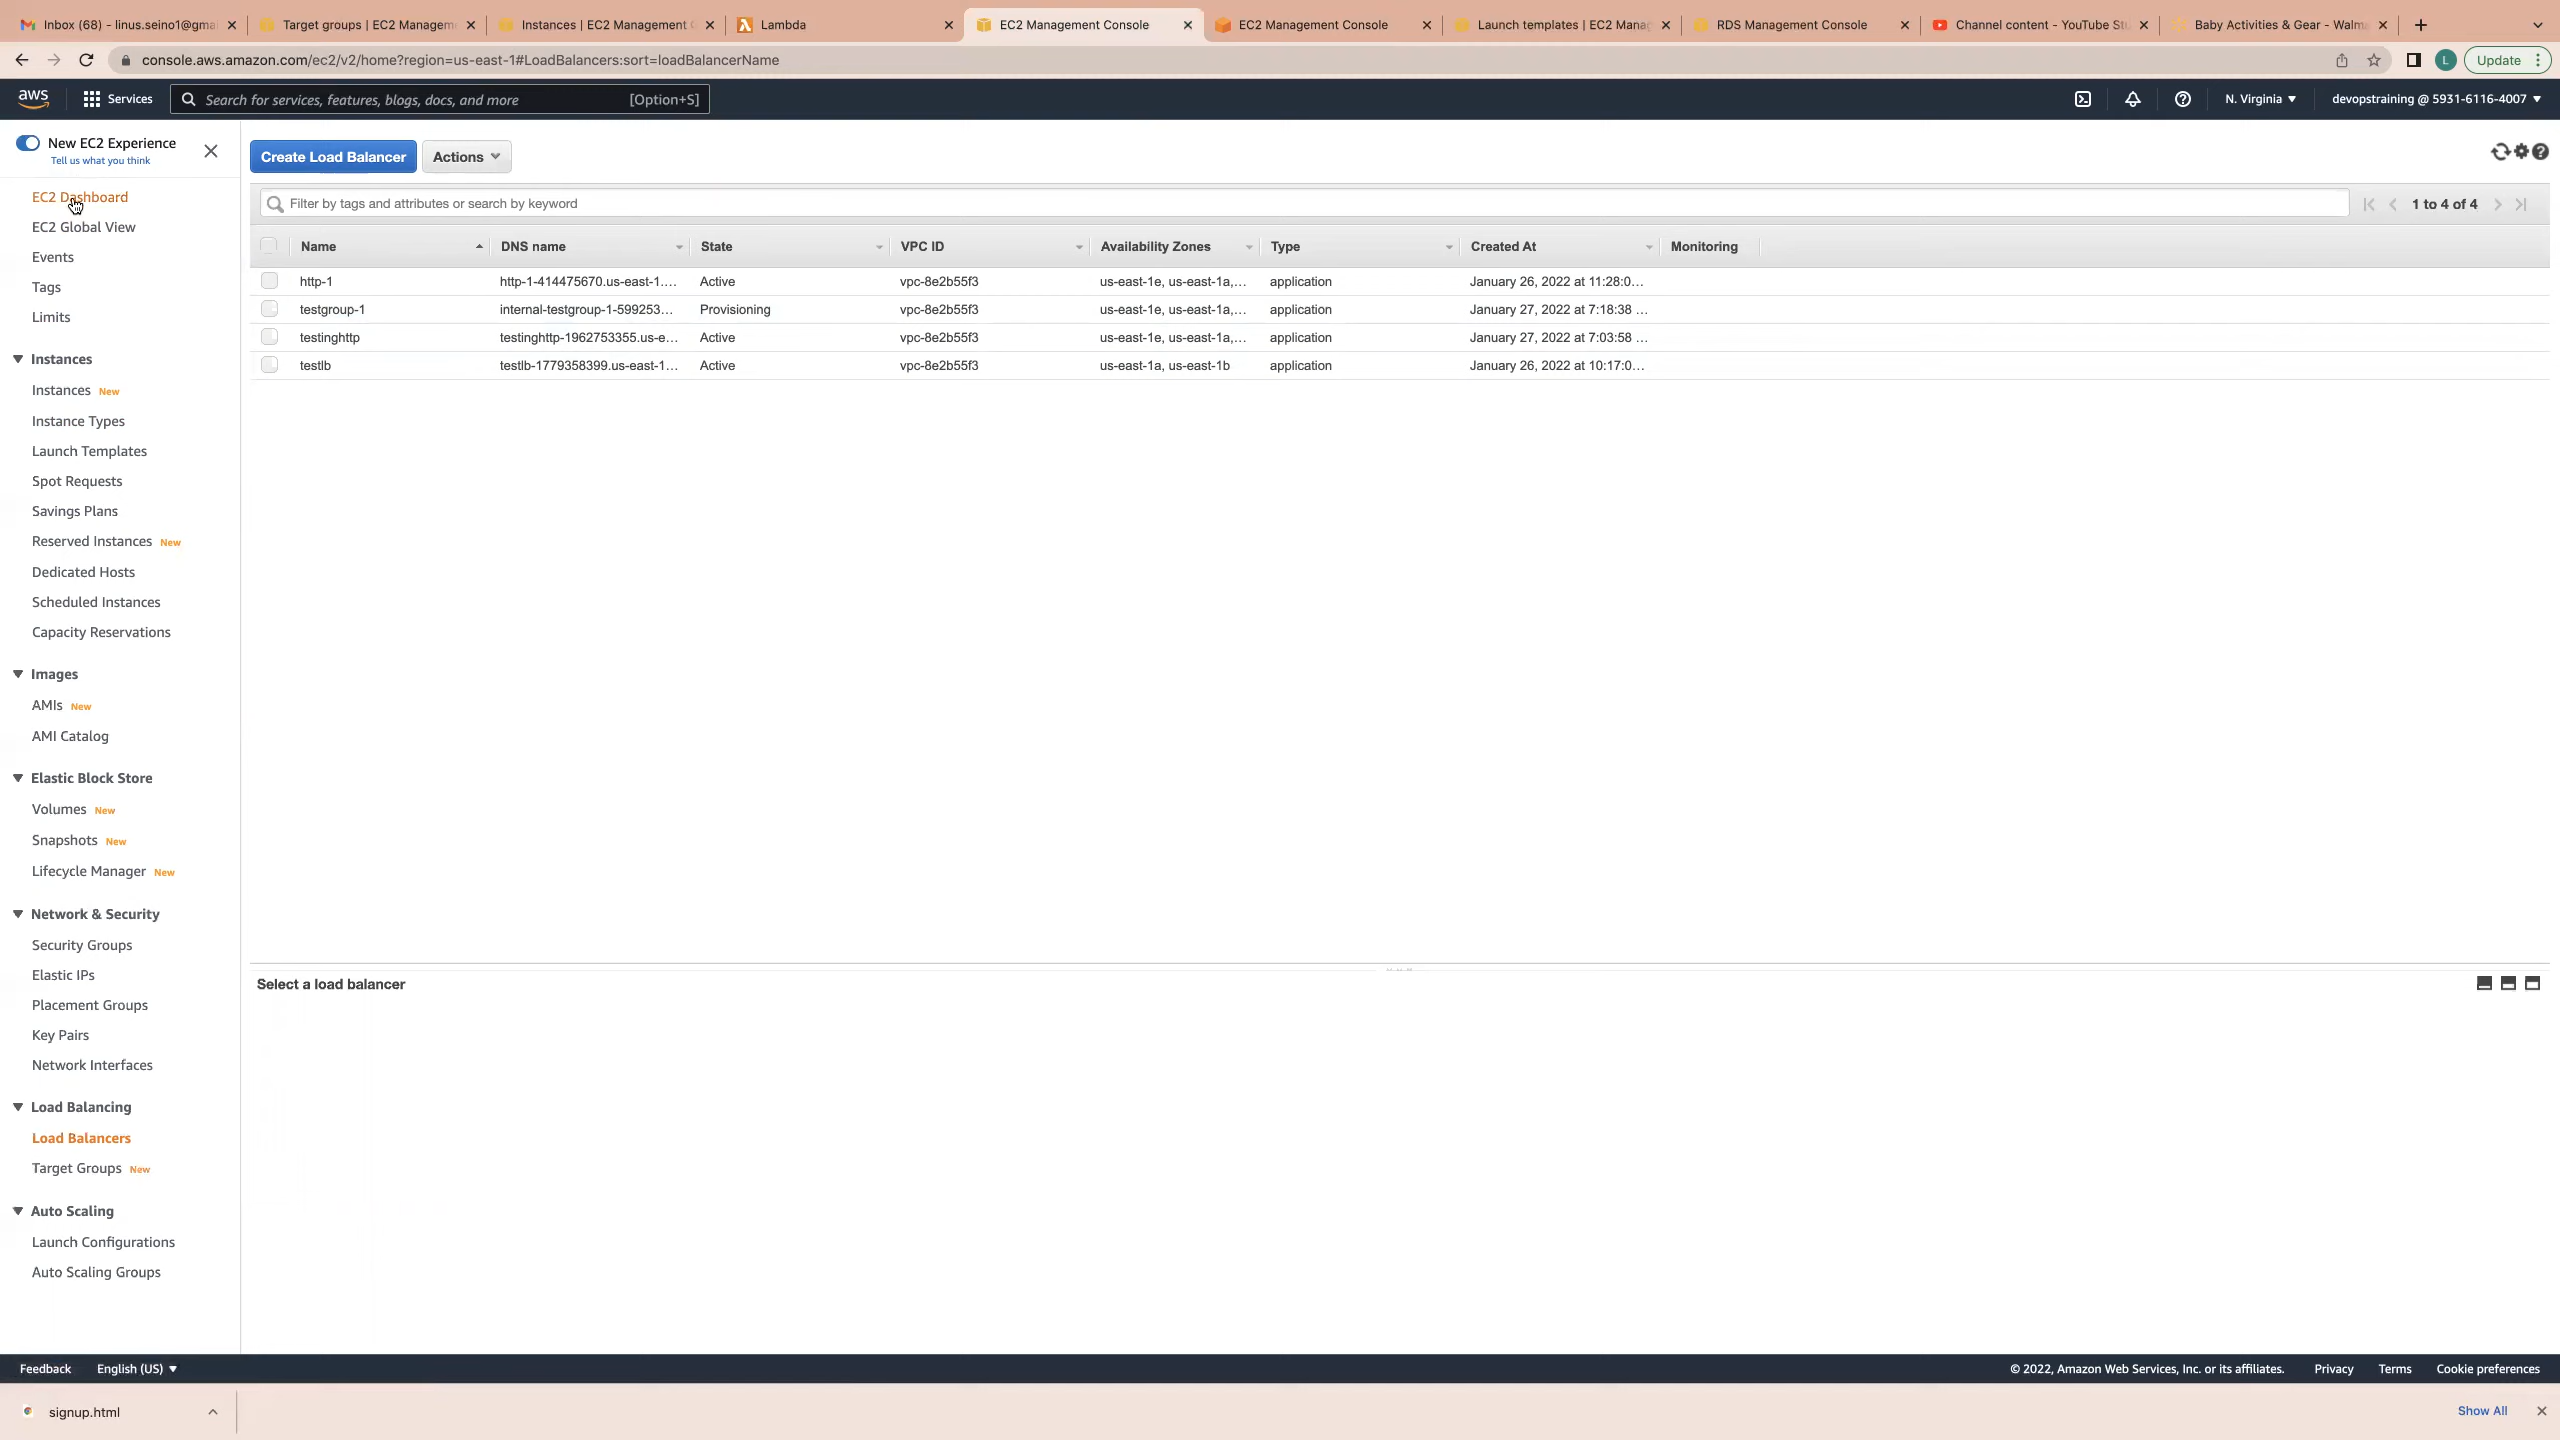 Inbox (68) - linus.seino1@gma
Target groups | EC2 Managem
Instances | EC2 Management C
Lambda
EC2 Management Console
EC2 Management Console
Launch templates | EC2 Manag
RDS Management Console
Channel content - YouTube Stu
Baby Activities & Gear - Walm
console.aws.amazon.com/ec2/v2/home?region=us-east-1#LoadBalancers:sort=loadBalancerName
L
Update
aws
Services
Search for services, features, blogs, docs, and more
[Option+S]
N. Virginia
devopstraining @ 5931-6116-4007
New EC2 Experience
Tell us what you think
EC2 Dashboard
EC2 Global View
Events
Tags
Limits
Instances
Instances New
Instance Types
Launch Templates
Spot Requests
Savings Plans
Reserved Instances New
Dedicated Hosts
Scheduled Instances
Capacity Reservations
Images
AMIs New
AMI Catalog
Elastic Block Store
Volumes New
Snapshots New
Lifecycle Manager New
Network & Security
Security Groups
Elastic IPs
Placement Groups
Key Pairs
Network Interfaces
Load Balancing
Load Balancers
Target Groups New
Auto Scaling
Launch Configurations
Auto Scaling Groups
Create Load Balancer
Actions
Filter by tags and attributes or search by keyword
1 to 4 of 4
Name DNS name State VPC ID Availability Zones Type Created At Monitoring
http-1 http-1-414475670.us-east-1.... Active vpc-8e2b55f3 us-east-1e, us-east-1a,... application January 26, 2022 at 11:28:0...
testgroup-1 internal-testgroup-1-599253... Provisioning vpc-8e2b55f3 us-east-1e, us-east-1a,... application January 27, 2022 at 7:18:38 ...
testinghttp testinghttp-1962753355.us-e... Active vpc-8e2b55f3 us-east-1e, us-east-1a,... application January 27, 2022 at 7:03:58 ...
testlb testlb-1779358399.us-east-1... Active vpc-8e2b55f3 us-east-1a, us-east-1b application January 26, 2022 at 10:17:0...
Select a load balancer
Feedback
English (US)
© 2022, Amazon Web Services, Inc. or its affiliates.
Privacy
Terms
Cookie preferences
signup.html
Show All